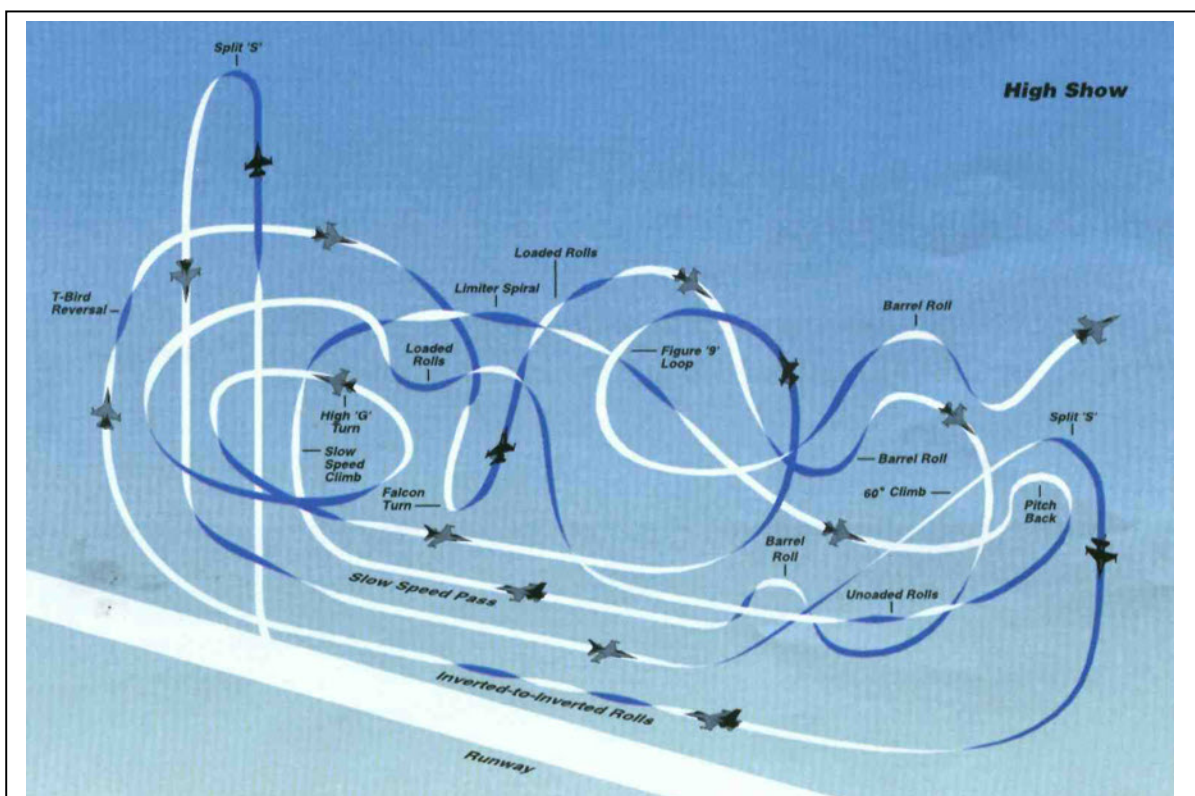 Split 'S'
High Show
Loaded Rolls
T-Bird
Reversal
Limiter Spiral
Barrel Roll
Loaded
Rolls
Figure '9'
Loop
High 'G'
Turn
Split 'S'
Slow
Speed
Climb
Barrel Roll
60° Climb
Falcon
Turn
Pitch
Back
Barrel
Roll
Slow Speed Pass
Unoaded Rolls
Inverted-to-Inverted Rolls
Runway